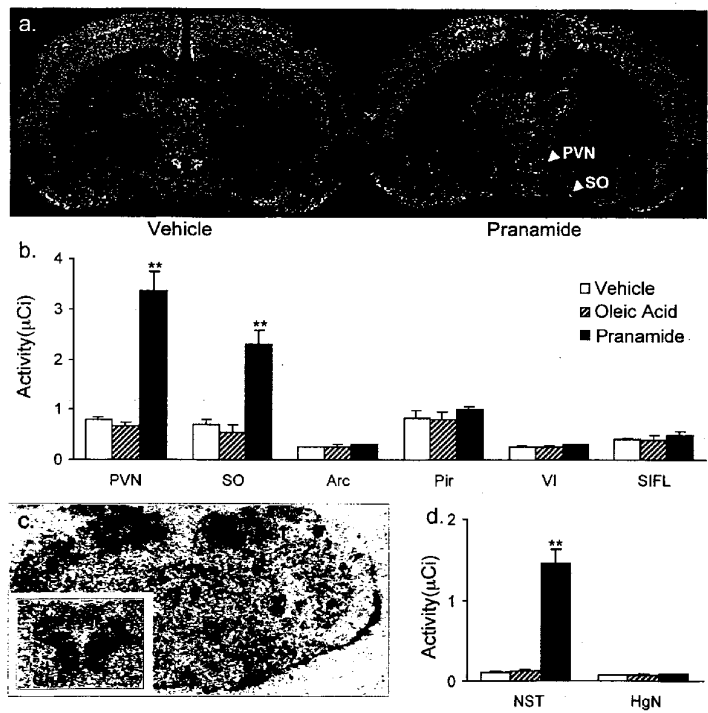 a.
PVN
SO
Vehicle Pranamide
b.
Activity(µCi)
4
3
2
1
0
**
**
Vehicle
Oleic Acid
Pranamide
PVN SO Arc Pir VI SIFL
c.
d.
Activity(µCi)
2
1
0
**
NST HgN